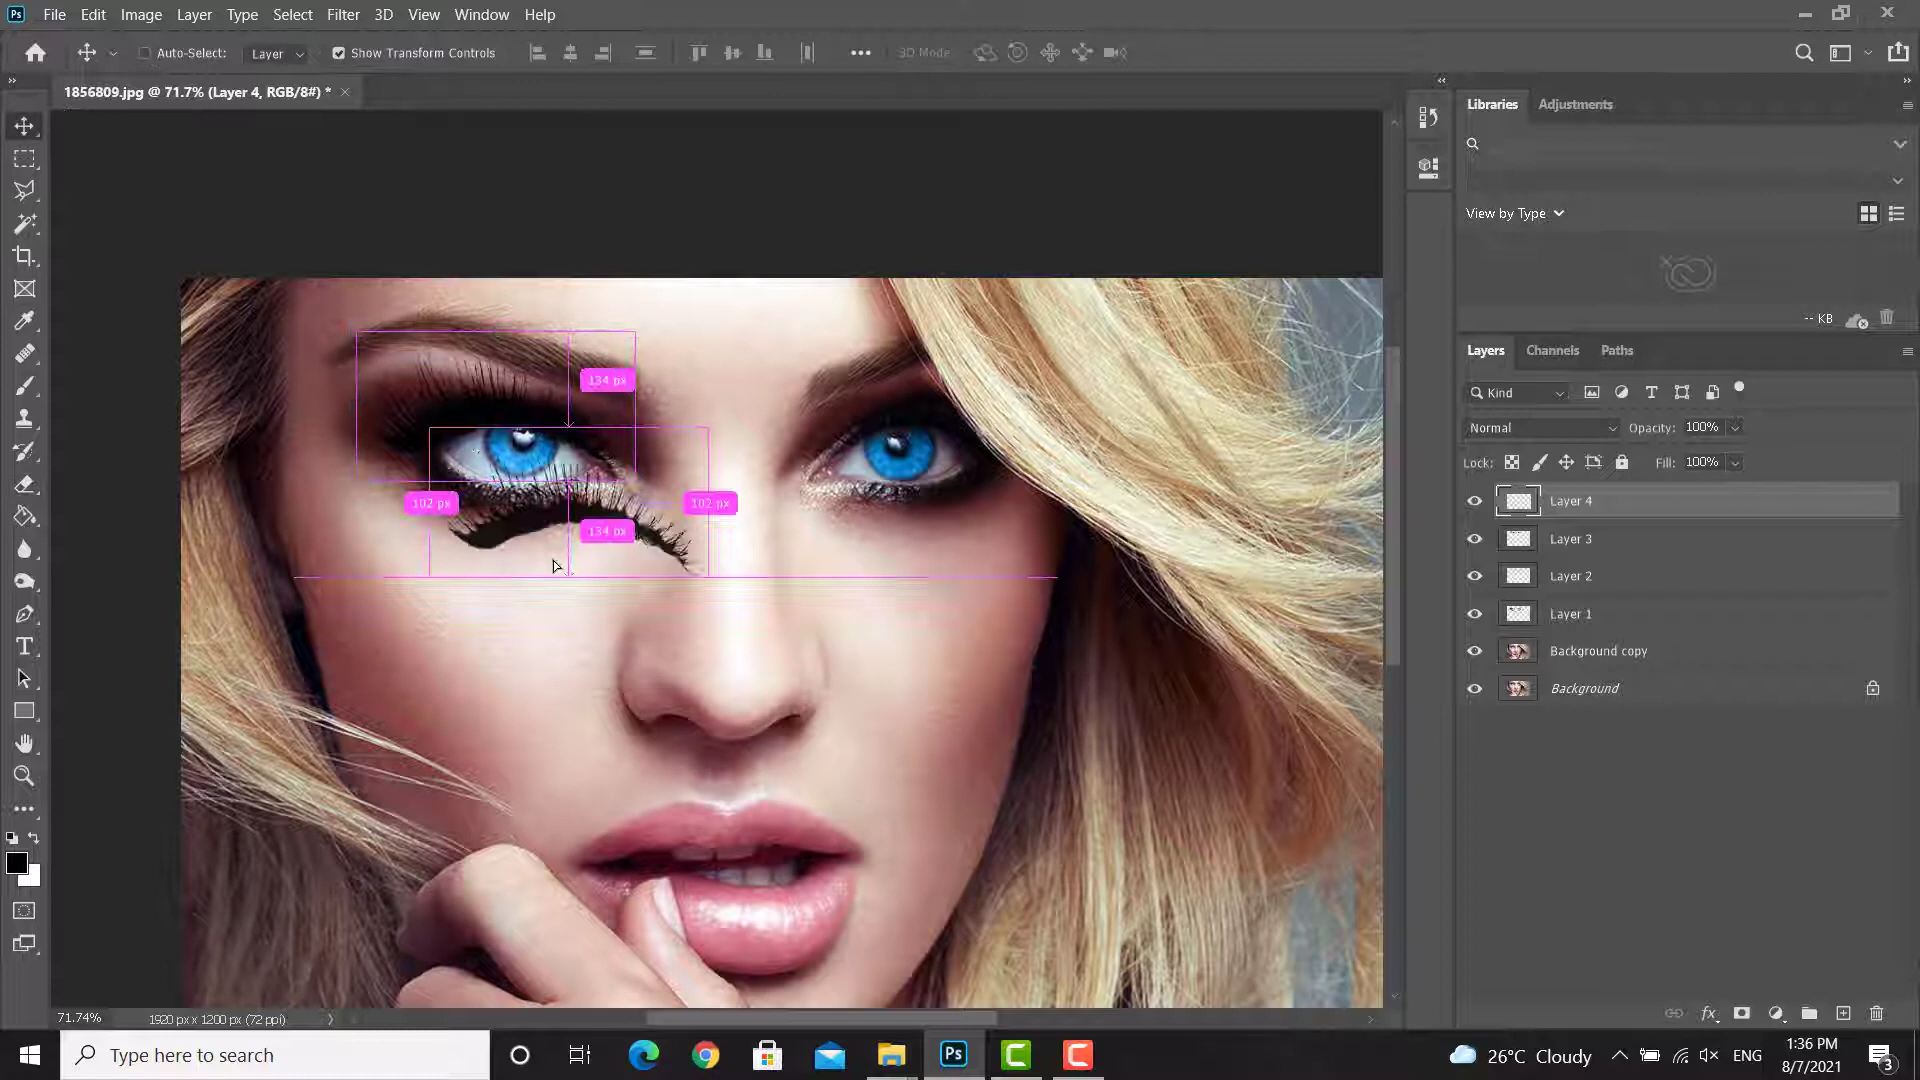 Ps File Edit Image Layer Type Select Filter 3D View Window Help
Auto-Select: Layer Show Transform Controls 3D Mode
1856809.jpg @ 71.7% (Layer 4, RGB/8#) *
Libraries Adjustments
View by Type
-- KB
Layers Channels Paths
Kind
Normal Opacity: 100%
Lock: Fill: 100%
Layer 4
Layer 3
Layer 2
Layer 1
Background copy
Background
134 px
102 px 102 px
134 px
71.74% 1920 px x 1200 px (72 ppi)
Type here to search Ps 26°C Cloudy ENG 1:36 PM
8/7/2021 3